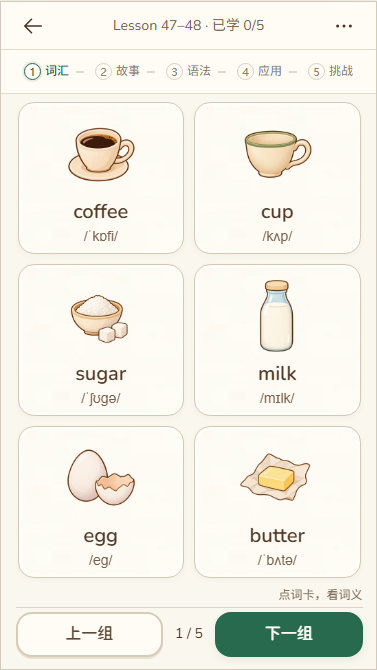 Lesson 47–48 · 已学 0/5
1 词汇 – 2 故事 – 3 语法 – 4 应用 – 5 挑战
coffee cup
/ˈkɒfi/ /kʌp/
sugar milk
/ˈʃʊgə/ /mɪlk/
egg butter
/eg/ /ˈbʌtə/
点词卡，看词义
上一组 1 / 5 下一组